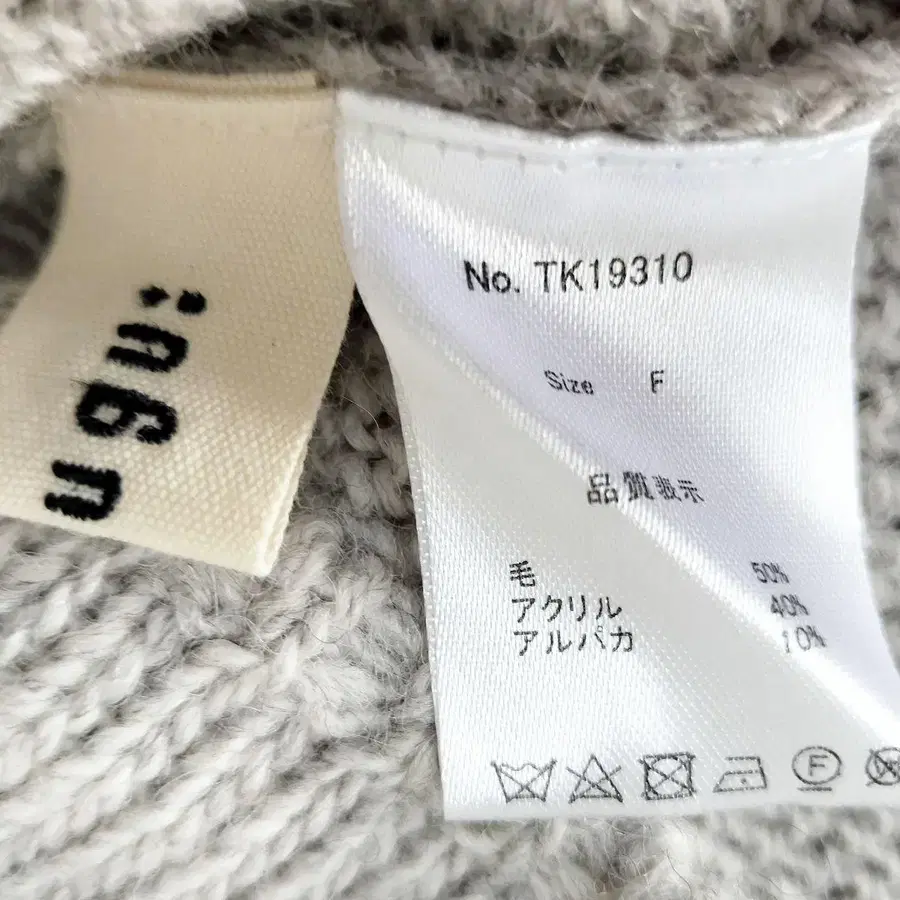 No. TK19310
Size F
品質表示
毛 50%
アクリル 40%
アルパカ 10%
F